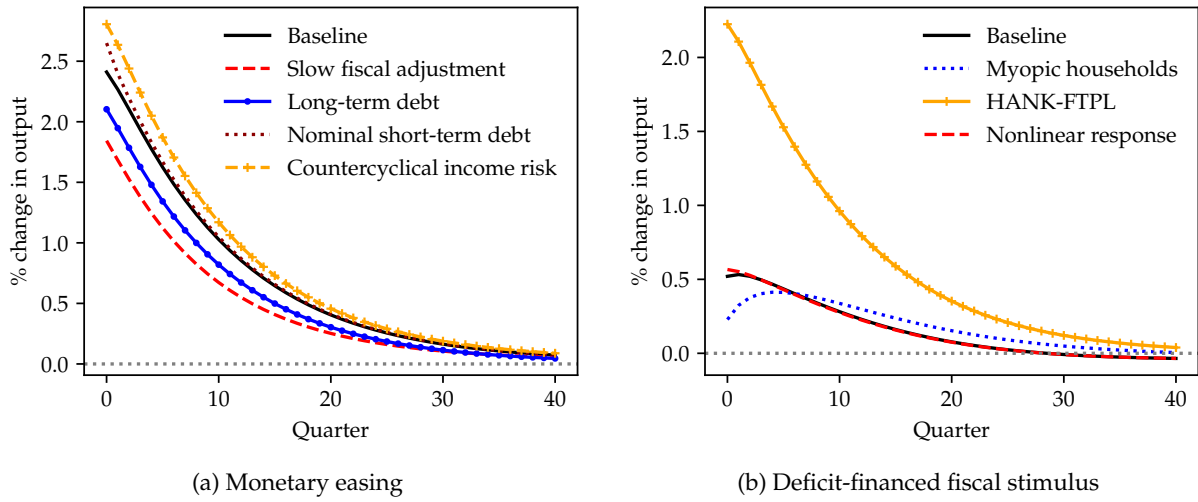 % change in output
2.5
2.0
1.5
1.0
0.5
0.0
Baseline
Slow fiscal adjustment
Long-term debt
Nominal short-term debt
Countercyclical income risk
0 10 20 30 40
Quarter
(a) Monetary easing
% change in output
2.0
1.5
1.0
0.5
0.0
Baseline
Myopic households
HANK-FTPL
Nonlinear response
0 10 20 30 40
Quarter
(b) Deficit-financed fiscal stimulus